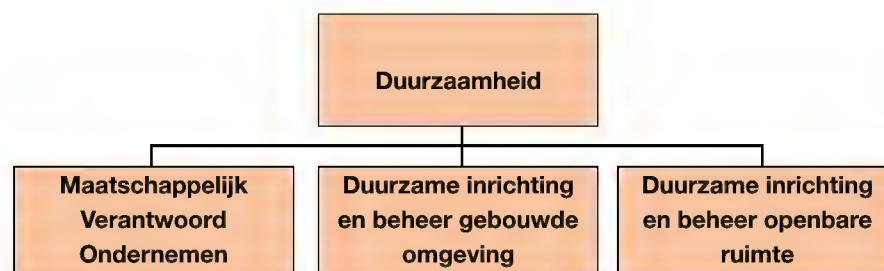 Duurzaamheid
Maatschappelijk
Verantwoord
Ondernemen
Duurzame inrichting
en beheer gebouwde
omgeving
Duurzame inrichting
en beheer openbare
ruimte